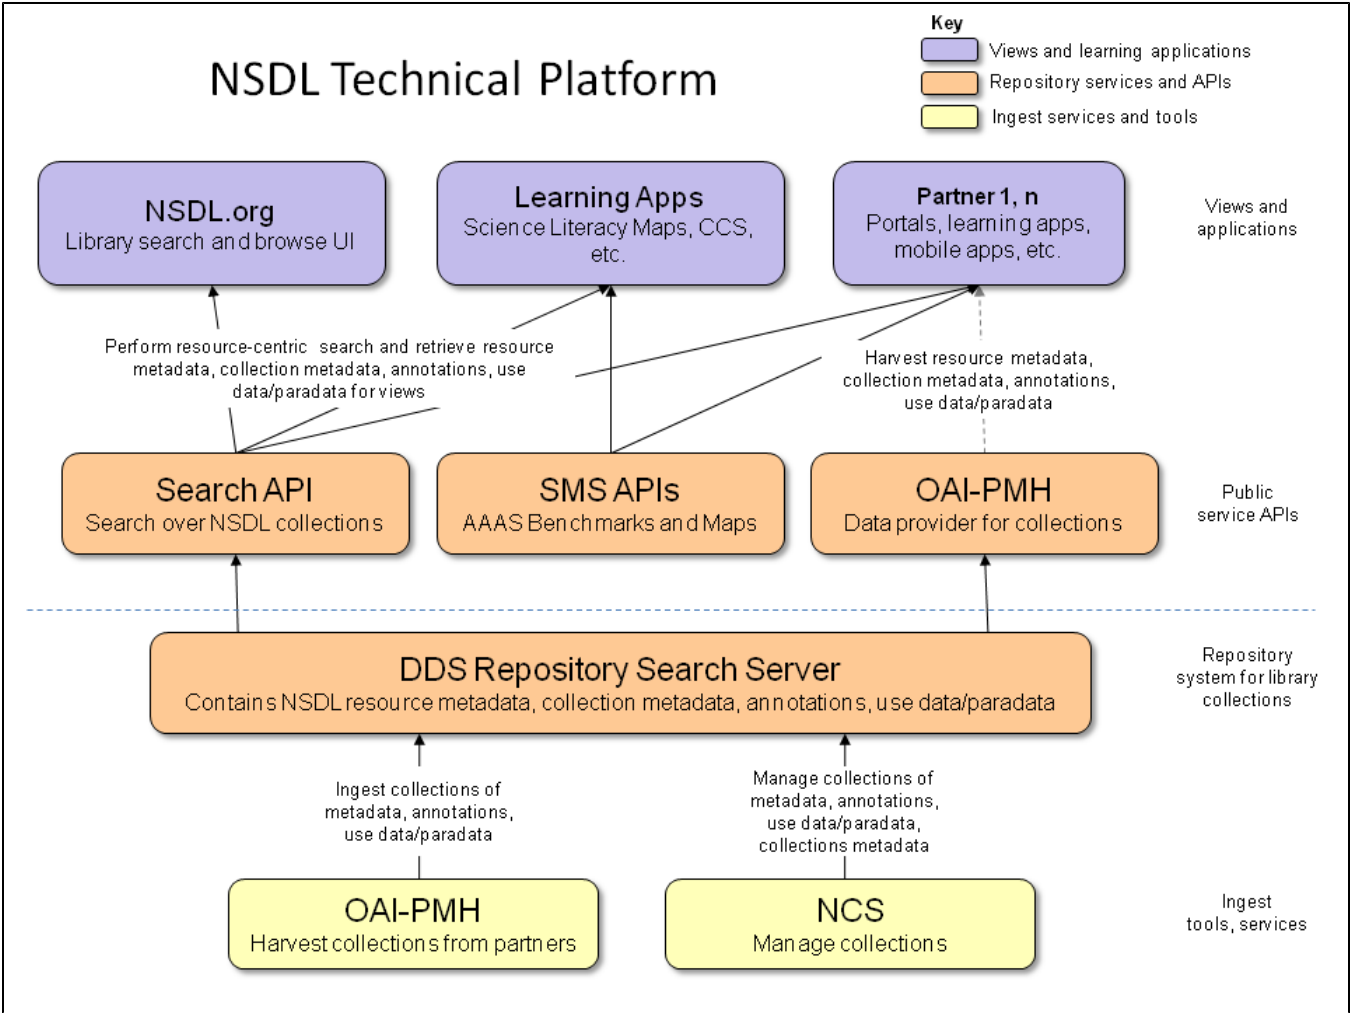 NSDL Technical Platform
Key
Views and learning applications
Repository services and APIs
Ingest services and tools
NSDL.org
Library search and browse UI
Learning Apps
Science Literacy Maps, CCS,
etc.
Partner 1, n
Portals, learning apps,
mobile apps, etc.
Views and
applications
Perform resource-centric search and retrieve resource
metadata, collection metadata, annotations, use
data/paradata for views
Harvest resource metadata,
collection metadata, annotations,
use data/paradata
Search API
Search over NSDL collections
SMS APIs
AAAS Benchmarks and Maps
OAI-PMH
Data provider for collections
Public
service APIs
DDS Repository Search Server
Contains NSDL resource metadata, collection metadata, annotations, use data/paradata
Repository
system for library
collections
Ingest collections of
metadata, annotations,
use data/paradata
Manage collections of
metadata, annotations,
use data/paradata,
collections metadata
OAI-PMH
Harvest collections from partners
NCS
Manage collections
Ingest
tools, services